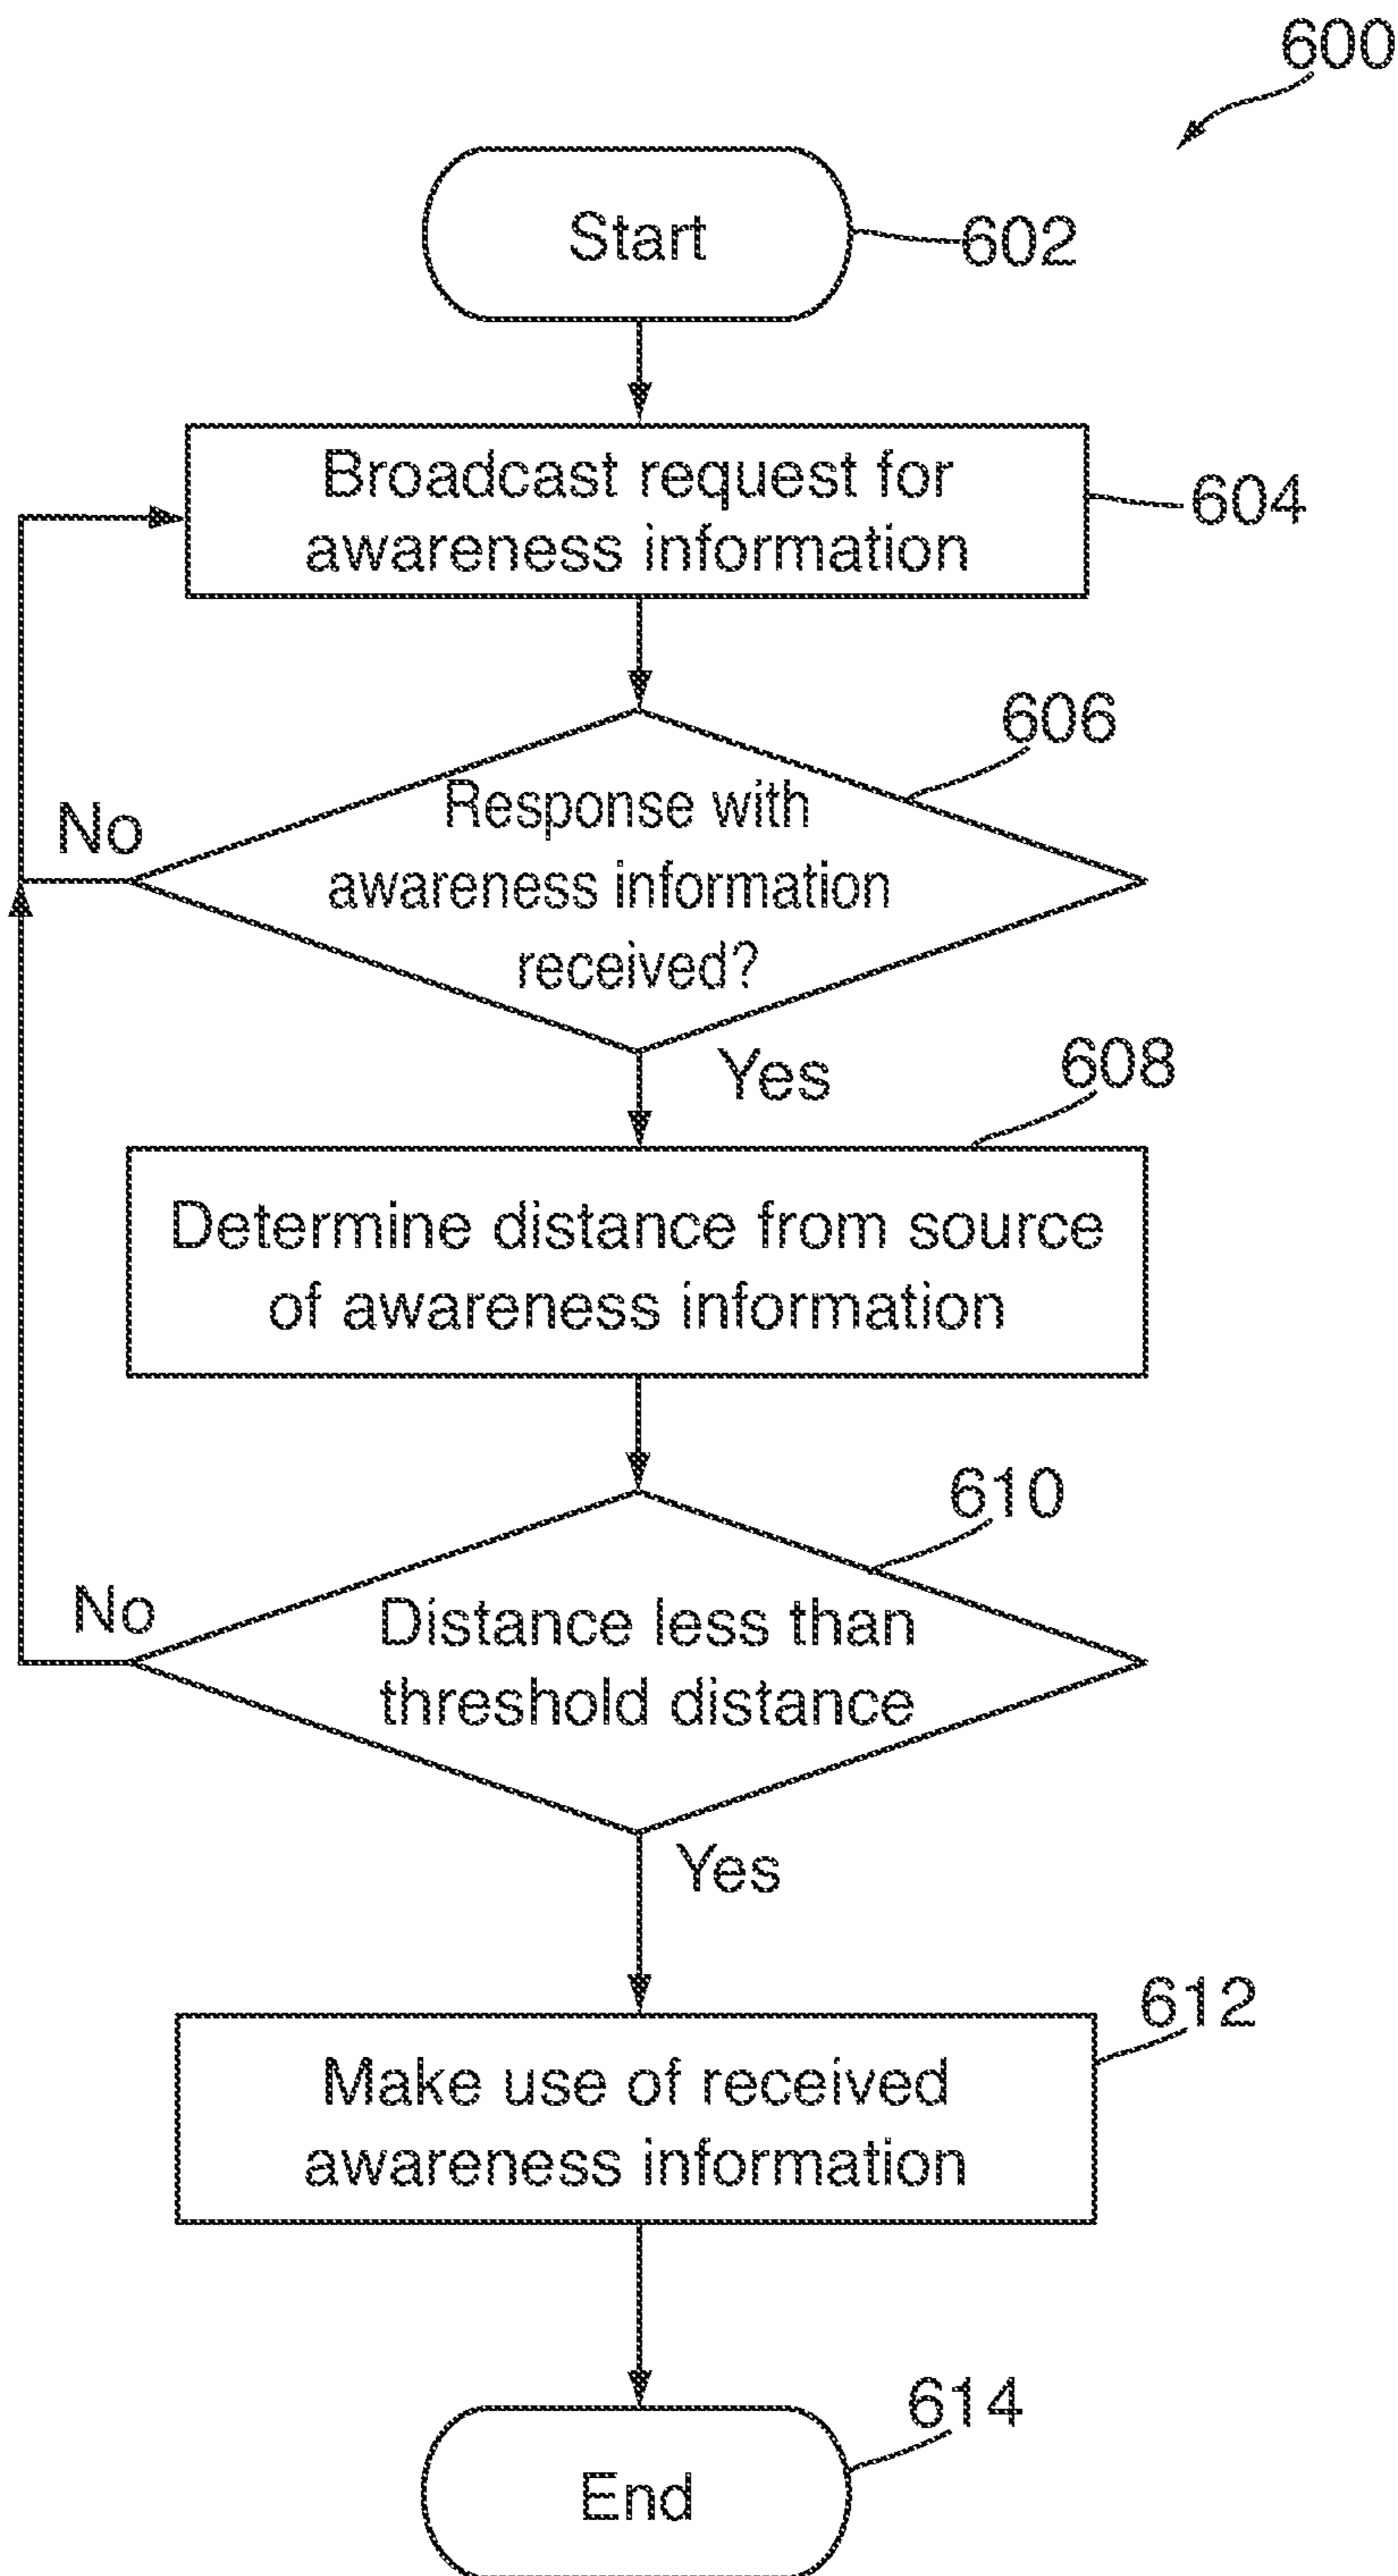 600
Start
602
Broadcast request for
awareness information
604
606
Response with
awareness information
received?
No
Yes
608
Determine distance from source
of awareness information
610
Distance less than
threshold distance
No
Yes
612
Make use of received
awareness information
614
End